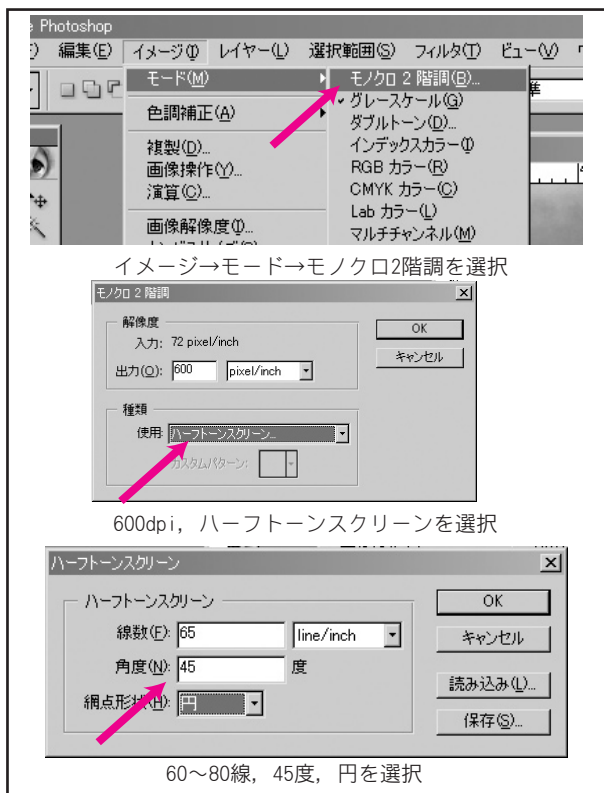 Photoshop
編集(E) イメージ(I) レイヤー(L) 選択範囲(S) フィルタ(T) ビュー(V)
モード(M)
色調補正(A)
複製(D)...
画像操作(Y)...
演算(C)...
画像解像度(I)...
モノクロ 2 階調(B)...
グレースケール(G)
ダブルトーン(D)...
インデックスカラー(I)
RGB カラー(R)
CMYK カラー(C)
Lab カラー(L)
マルチチャンネル(M)
準
イメージ→モード→モノクロ2階調を選択
モノクロ 2 階調
解像度
入力: 72 pixel/inch
出力(O): 600 pixel/inch
OK
キャンセル
種類
使用: ハーフトーンスクリーン...
カスタムパターン:
600dpi, ハーフトーンスクリーンを選択
ハーフトーンスクリーン
ハーフトーンスクリーン
線数(F): 65 line/inch
角度(N): 45 度
網点形状(H): 円
OK
キャンセル
読み込み(L)...
保存(S)...
60~80線, 45度, 円を選択